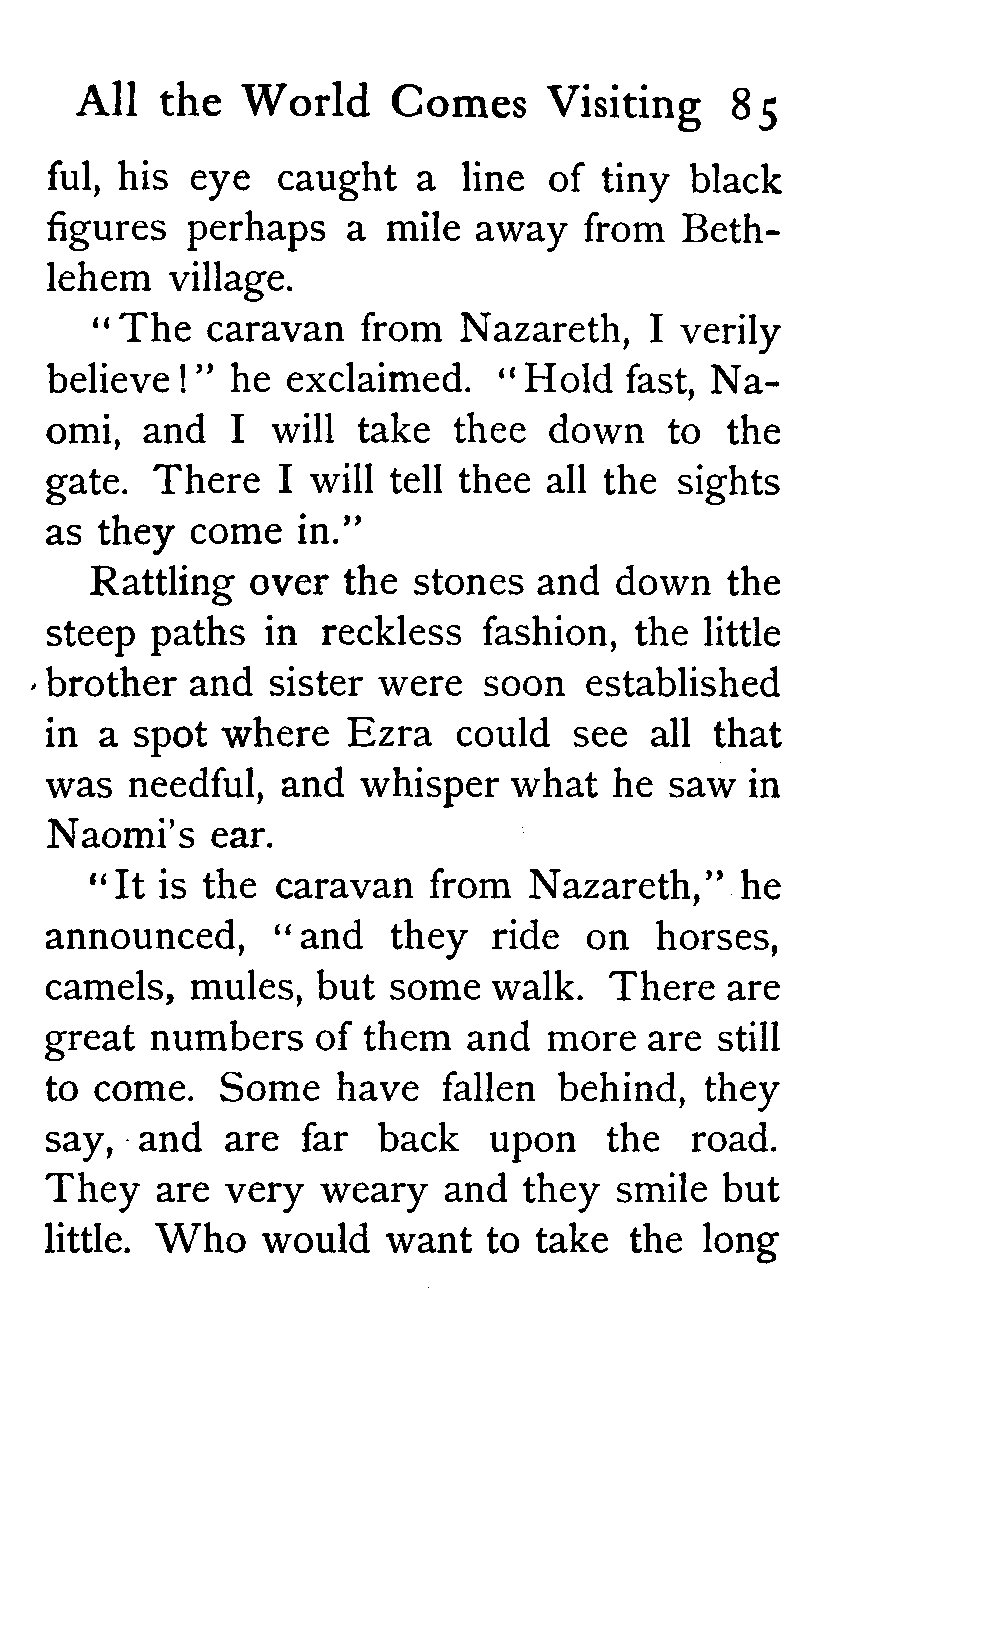 All the World Comes Visiting 85
ful, his eye caught a line of tiny black
figures perhaps a mile away from Beth-
lehem village.
"The caravan from Nazareth, I verily
believe!" he exclaimed. "Hold fast, Na-
omi, and I will take thee down to the
gate. There I will tell thee all the sights
as they come in."
Rattling over the stones and down the
steep paths in reckless fashion, the little
brother and sister were soon established
in a spot where Ezra could see all that
was needful, and whisper what he saw in
Naomi's ear.
"It is the caravan from Nazareth," he
announced, "and they ride on horses,
camels, mules, but some walk. There are
great numbers of them and more are still
to come. Some have fallen behind, they
say, and are far back upon the road.
They are very weary and they smile but
little. Who would want to take the long